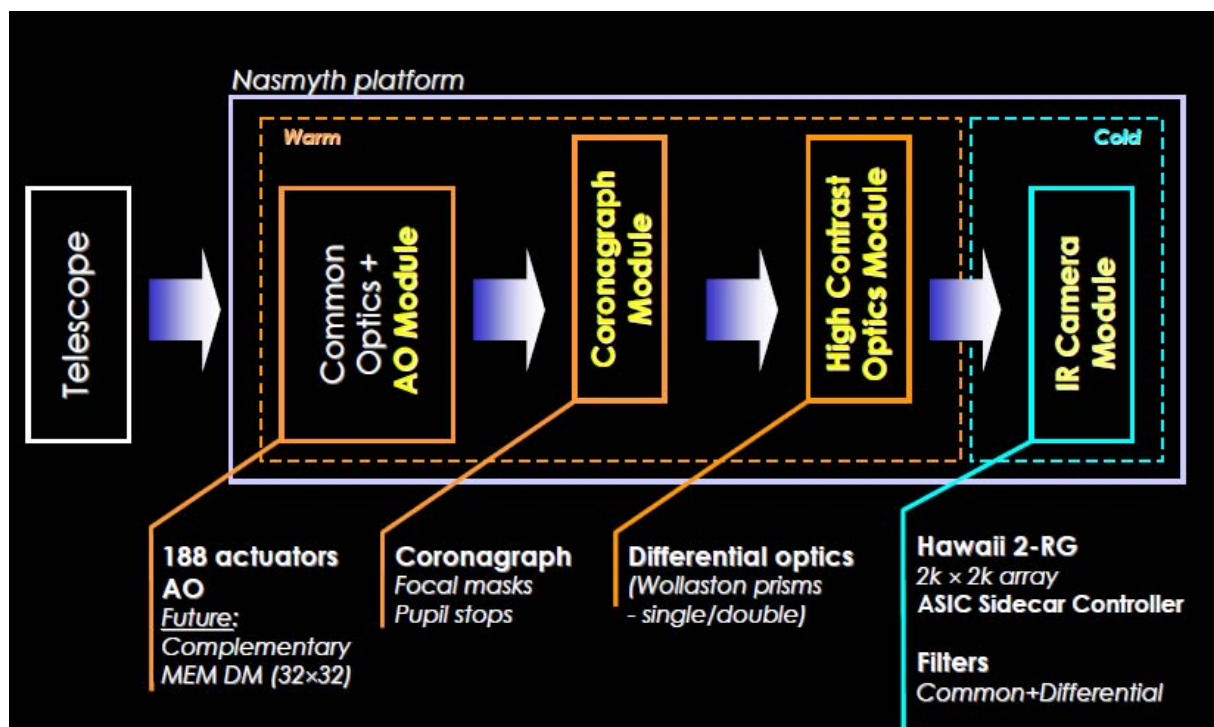 Nasmyth platform
Warm
Cold
Telescope
Common
Optics +
AO Module
Coronagraph
Module
High Contrast
Optics Module
IR Camera
Module
188 actuators
AO
Future:
Complementary
MEM DM (32×32)
Coronagraph
Focal masks
Pupil stops
Differential optics
(Wollaston prisms
- single/double)
Hawaii 2-RG
2k × 2k array
ASIC Sidecar Controller
Filters
Common+Differential